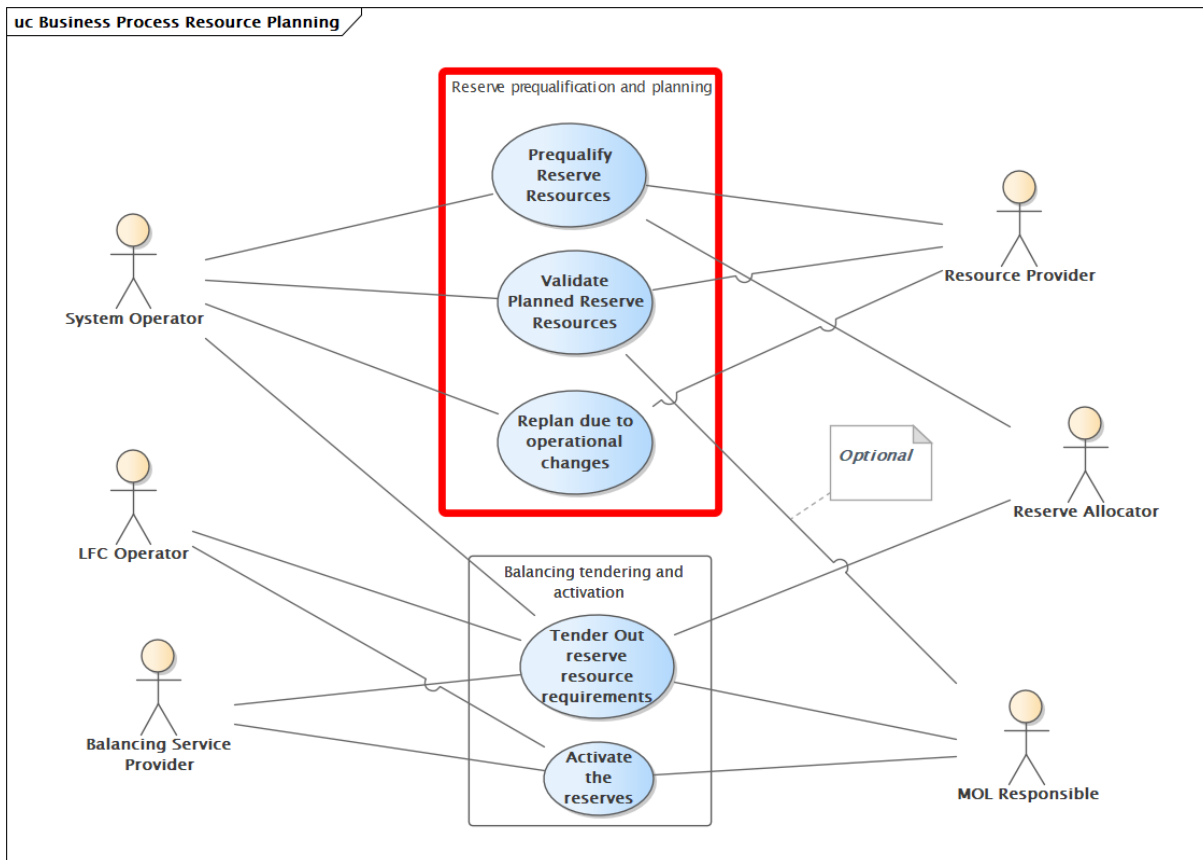 uc Business Process Resource Planning
Reserve prequalification and planning
Prequalify
Reserve
Resources
Resource Provider
Validate
Planned Reserve
Resources
System Operator
Replan due to
operational
changes
Optional
Reserve Allocator
LFC Operator
Balancing tendering and
activation
Tender Out
reserve
resource
requirements
Balancing Service
Provider
Activate
the
reserves
MOL Responsible